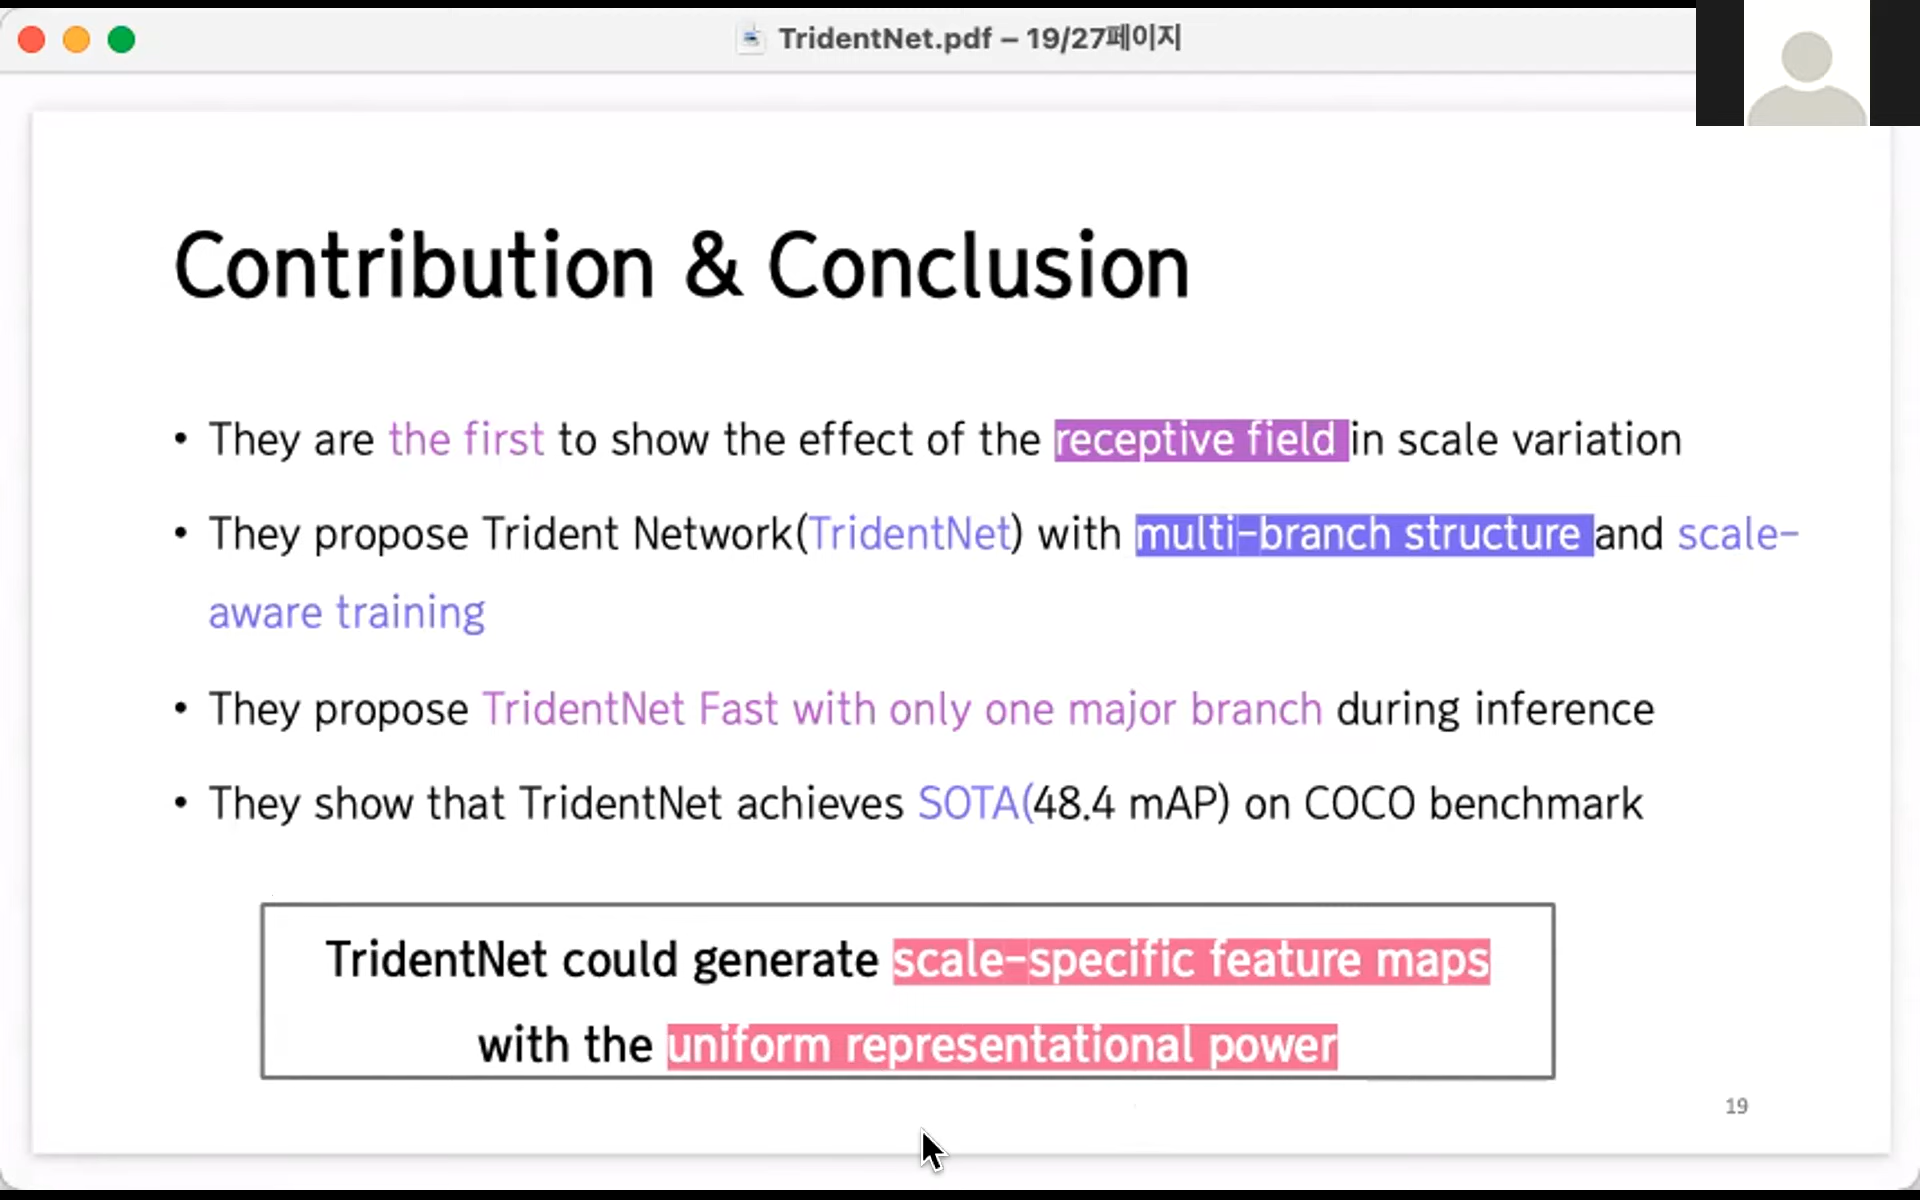 TridentNet.pdf – 19/27페이지
Contribution & Conclusion
• They are the first to show the effect of the receptive field in scale variation
• They propose Trident Network(TridentNet) with multi-branch structure and scale-
aware training
• They propose TridentNet Fast with only one major branch during inference
• They show that TridentNet achieves SOTA(48.4 mAP) on COCO benchmark
TridentNet could generate scale-specific feature maps
with the uniform representational power
19